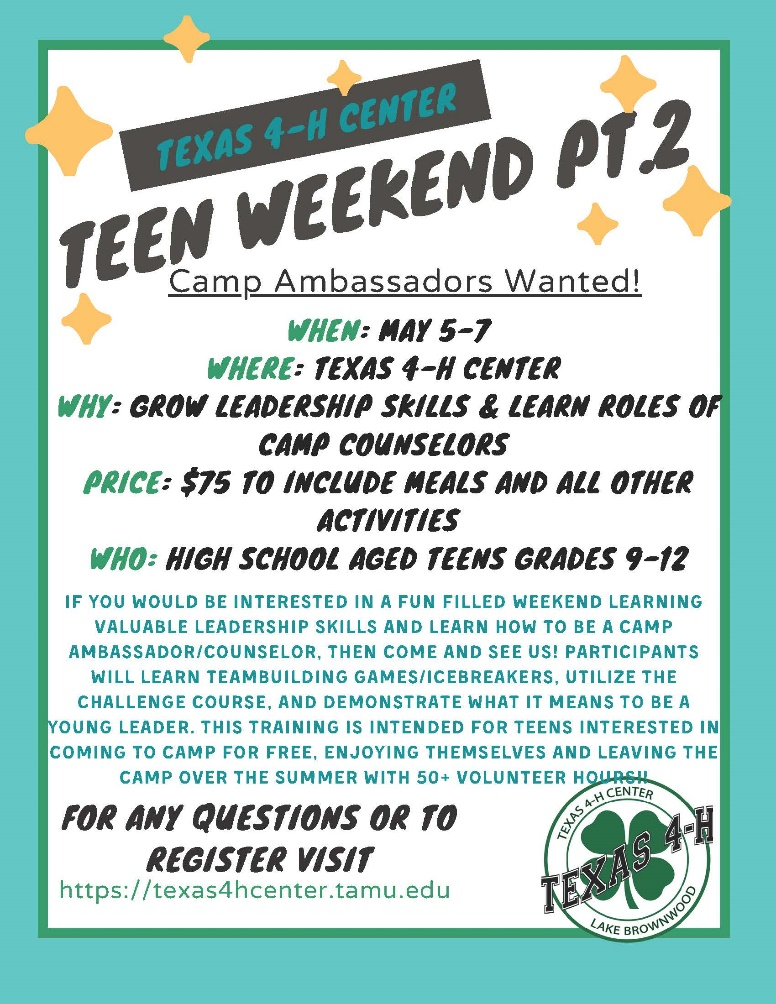 TEXAS 4-H CENTER
TEEN WEEKEND PT.2
Camp Ambassadors Wanted!
WHEN: MAY 5-7
WHERE: TEXAS 4-H CENTER
WHY: GROW LEADERSHIP SKILLS & LEARN ROLES OF
CAMP COUNSELORS
PRICE: $75 TO INCLUDE MEALS AND ALL OTHER
ACTIVITIES
WHO: HIGH SCHOOL AGED TEENS GRADES 9-12
IF YOU WOULD BE INTERESTED IN A FUN FILLED WEEKEND LEARNING
VALUABLE LEADERSHIP SKILLS AND LEARN HOW TO BE A CAMP
AMBASSADOR/COUNSELOR, THEN COME AND SEE US! PARTICIPANTS
WILL LEARN TEAMBUILDING GAMES/ICEBREAKERS, UTILIZE THE
CHALLENGE COURSE, AND DEMONSTRATE WHAT IT MEANS TO BE A
YOUNG LEADER. THIS TRAINING IS INTENDED FOR TEENS INTERESTED IN
COMING TO CAMP FOR FREE, ENJOYING THEMSELVES AND LEAVING THE
CAMP OVER THE SUMMER WITH 50+ VOLUNTEER HOURS!!
FOR ANY QUESTIONS OR TO
REGISTER VISIT
https://texas4hcenter.tamu.edu
TEXAS 4-H CENTER
TEXAS 4-H
LAKE BROWNWOOD